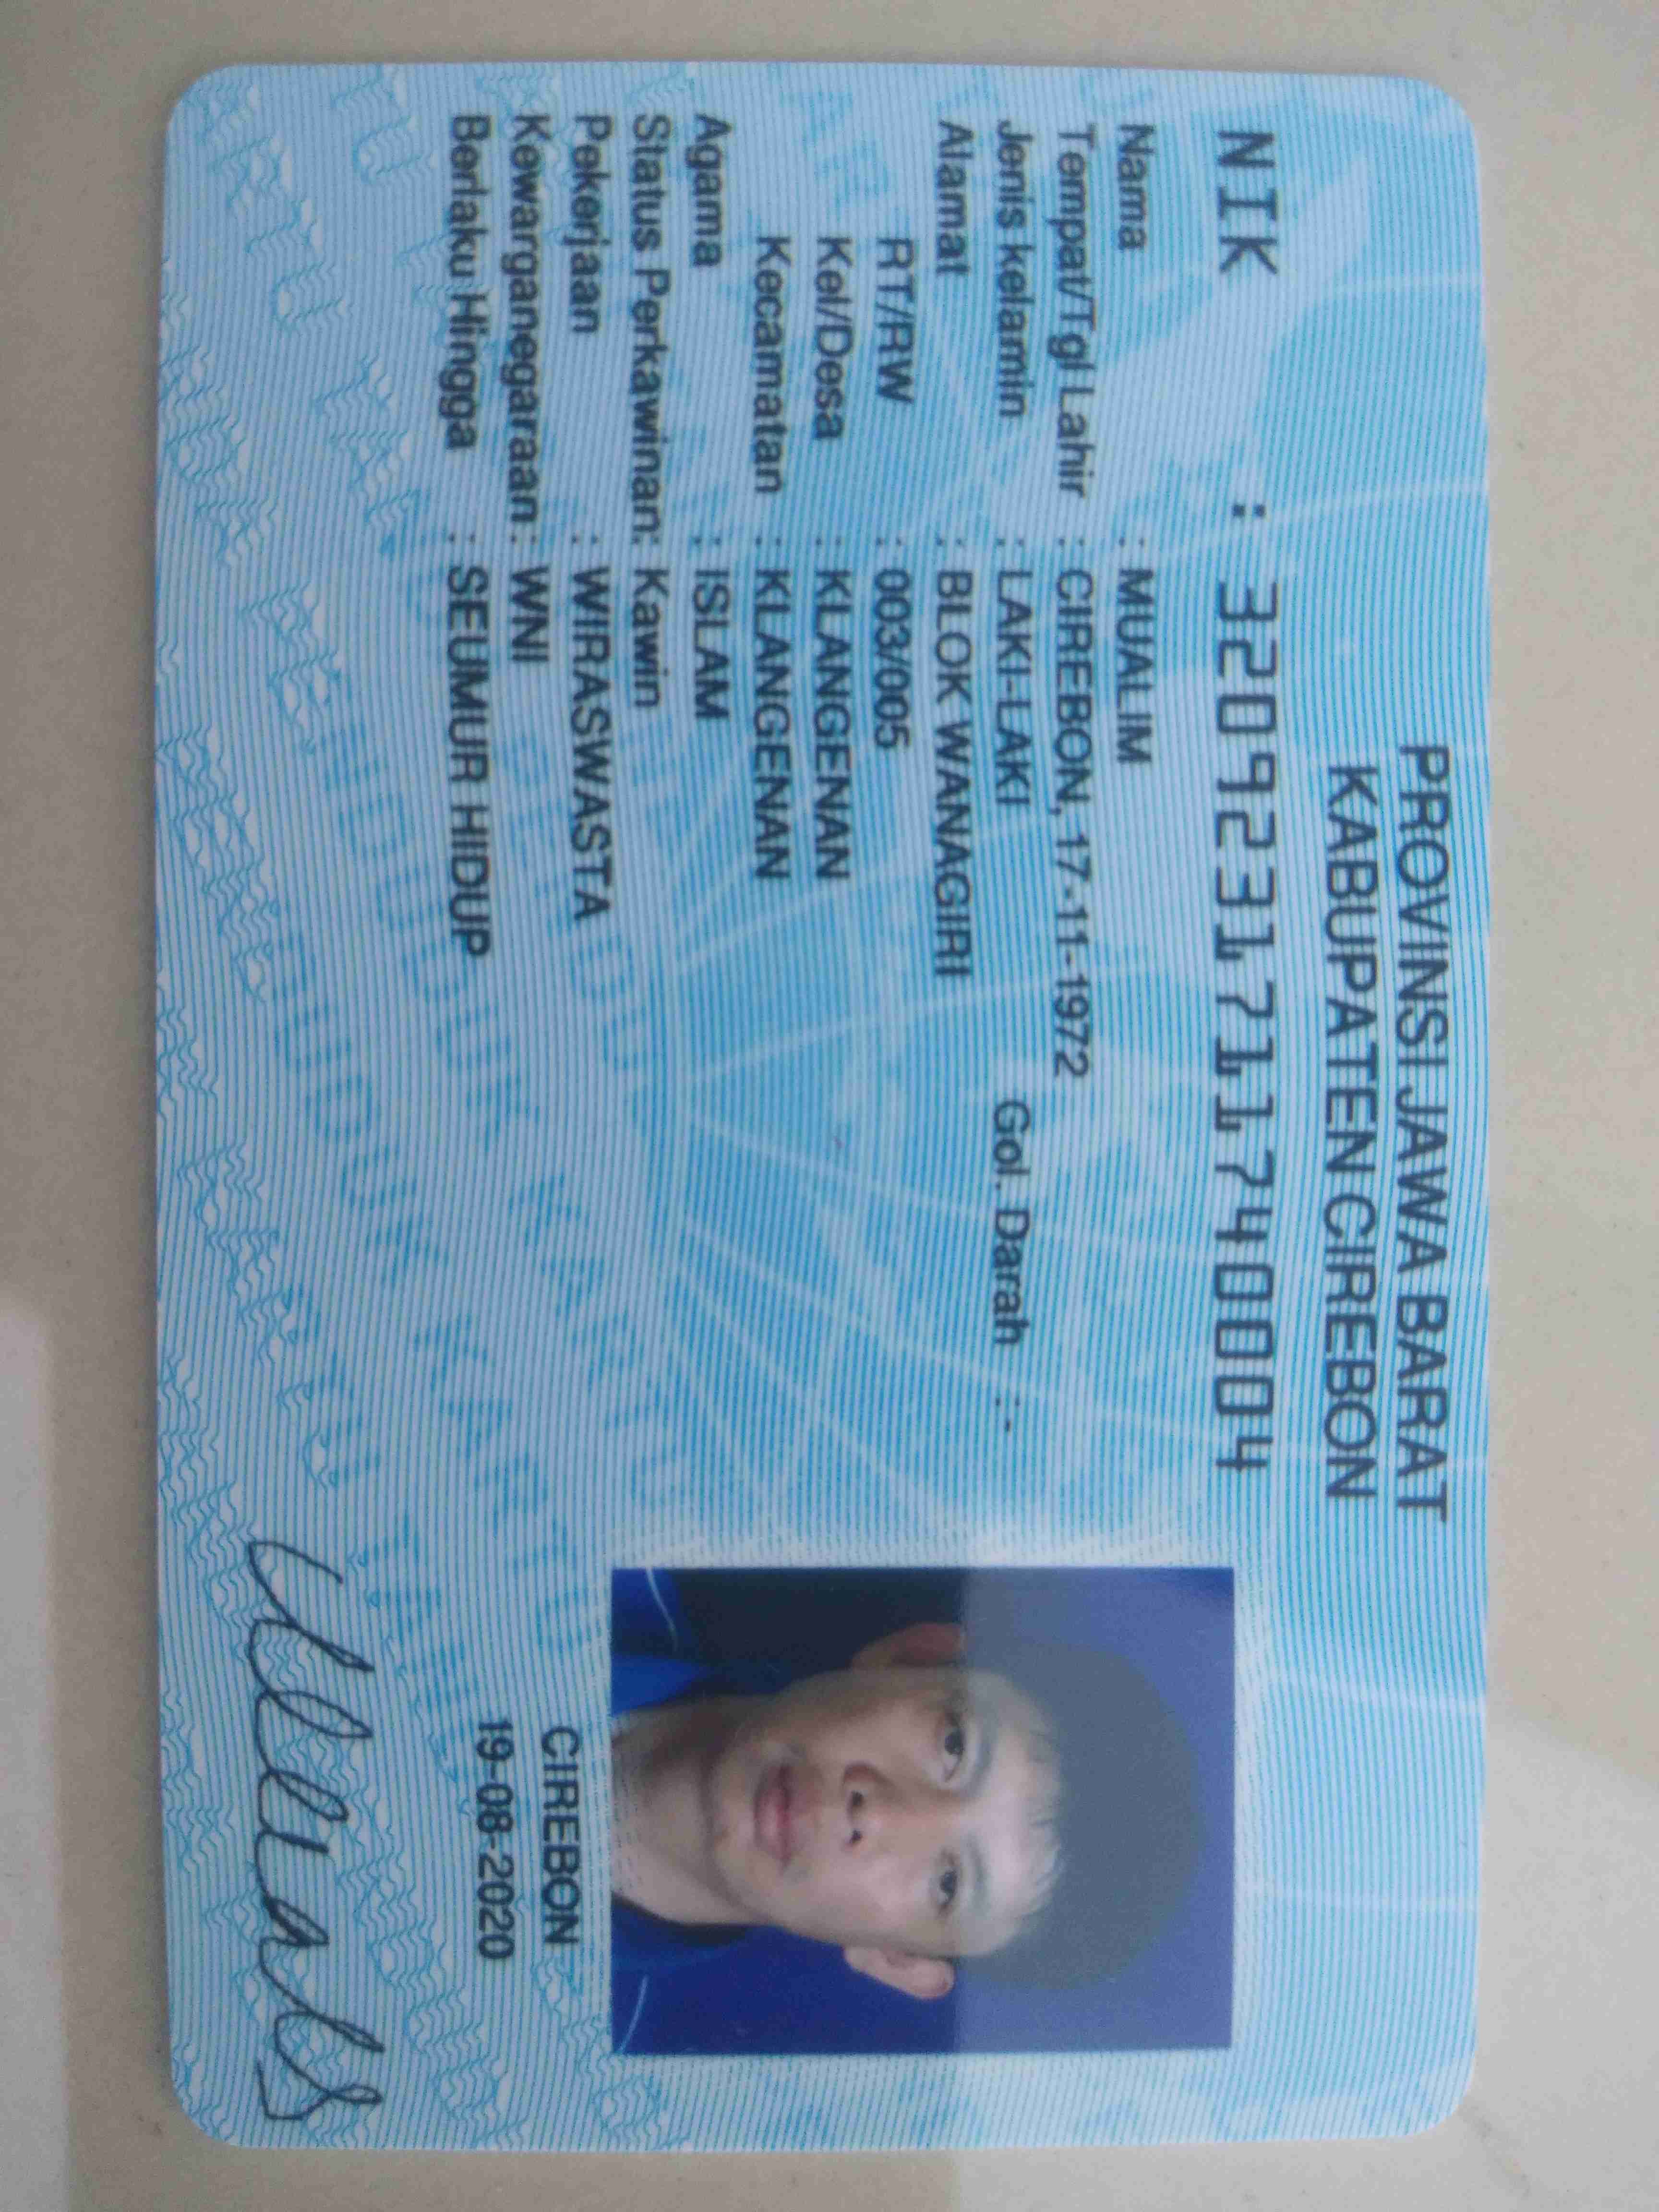 PROVINSI JAWA BARAT
KABUPATEN CIREBON
NIK : 3209231711740004
Nama : MUALIM
Tempat/Tgl Lahir : CIREBON, 17-11-1972
Jenis kelamin : LAKI-LAKI Gol. Darah : -
Alamat : BLOK WANAGIRI
RT/RW : 003/005
Kel/Desa : KLANGENAN
Kecamatan : KLANGENAN
Agama : ISLAM
Status Perkawinan: Kawin
Pekerjaan : WIRASWASTA
Kewarganegaraan: WNI
Berlaku Hingga : SEUMUR HIDUP
CIREBON
19-08-2020